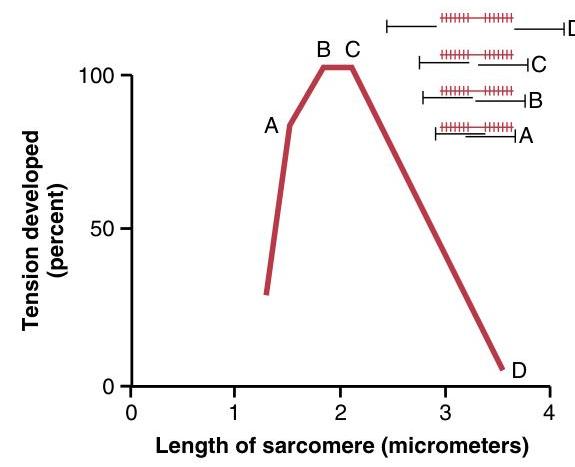 D
C
B
A
B C
A
D
100
50
0
Tension developed
(percent)
0 1 2 3 4
Length of sarcomere (micrometers)